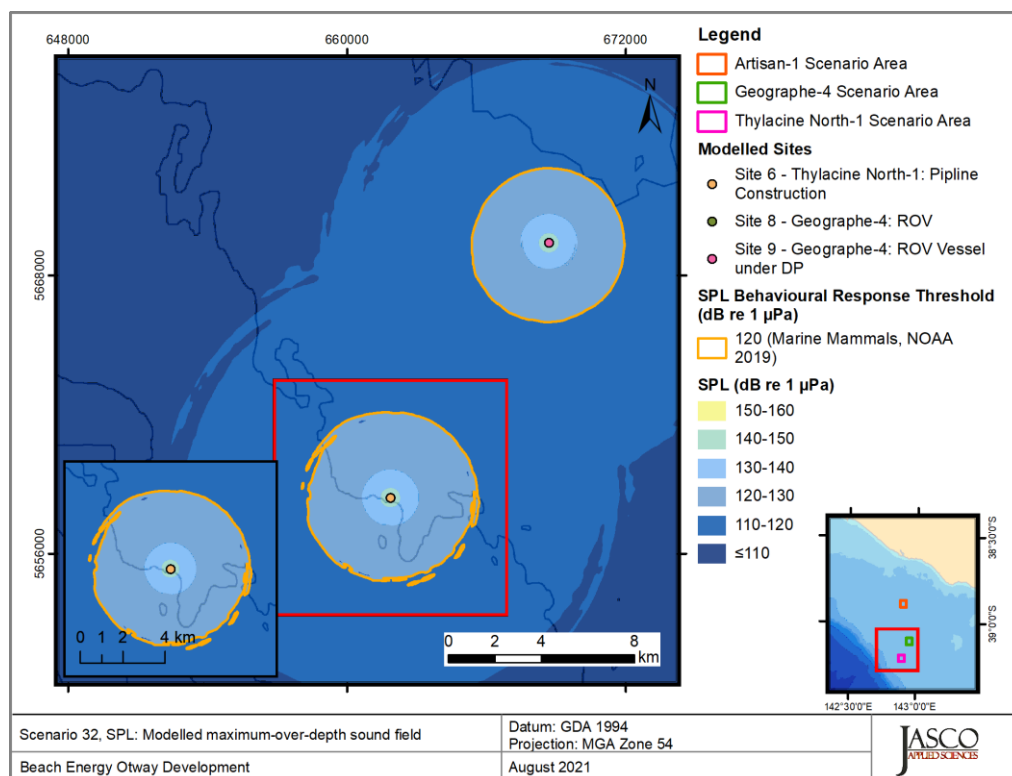 648000
660000
672000
5668000
5656000
N
0 1 2 4 km
0 2 4 8
km
Legend
Artisan-1 Scenario Area
Geographe-4 Scenario Area
Thylacine North-1 Scenario Area
Modelled Sites
Site 6 - Thylacine North-1: Pipline
Construction
Site 8 - Geographe-4: ROV
Site 9 - Geographe-4: ROV Vessel
under DP
SPL Behavioural Response Threshold
(dB re 1 µPa)
120 (Marine Mammals, NOAA
2019)
SPL (dB re 1 µPa)
150-160
140-150
130-140
120-130
110-120
≤110
38°30'0"S
39°0'0"S
142°30'0"E
143°0'0"E
Scenario 32, SPL: Modelled maximum-over-depth sound field
Datum: GDA 1994
Projection: MGA Zone 54
Beach Energy Otway Development
August 2021
JASCO
APPLIED SCIENCES